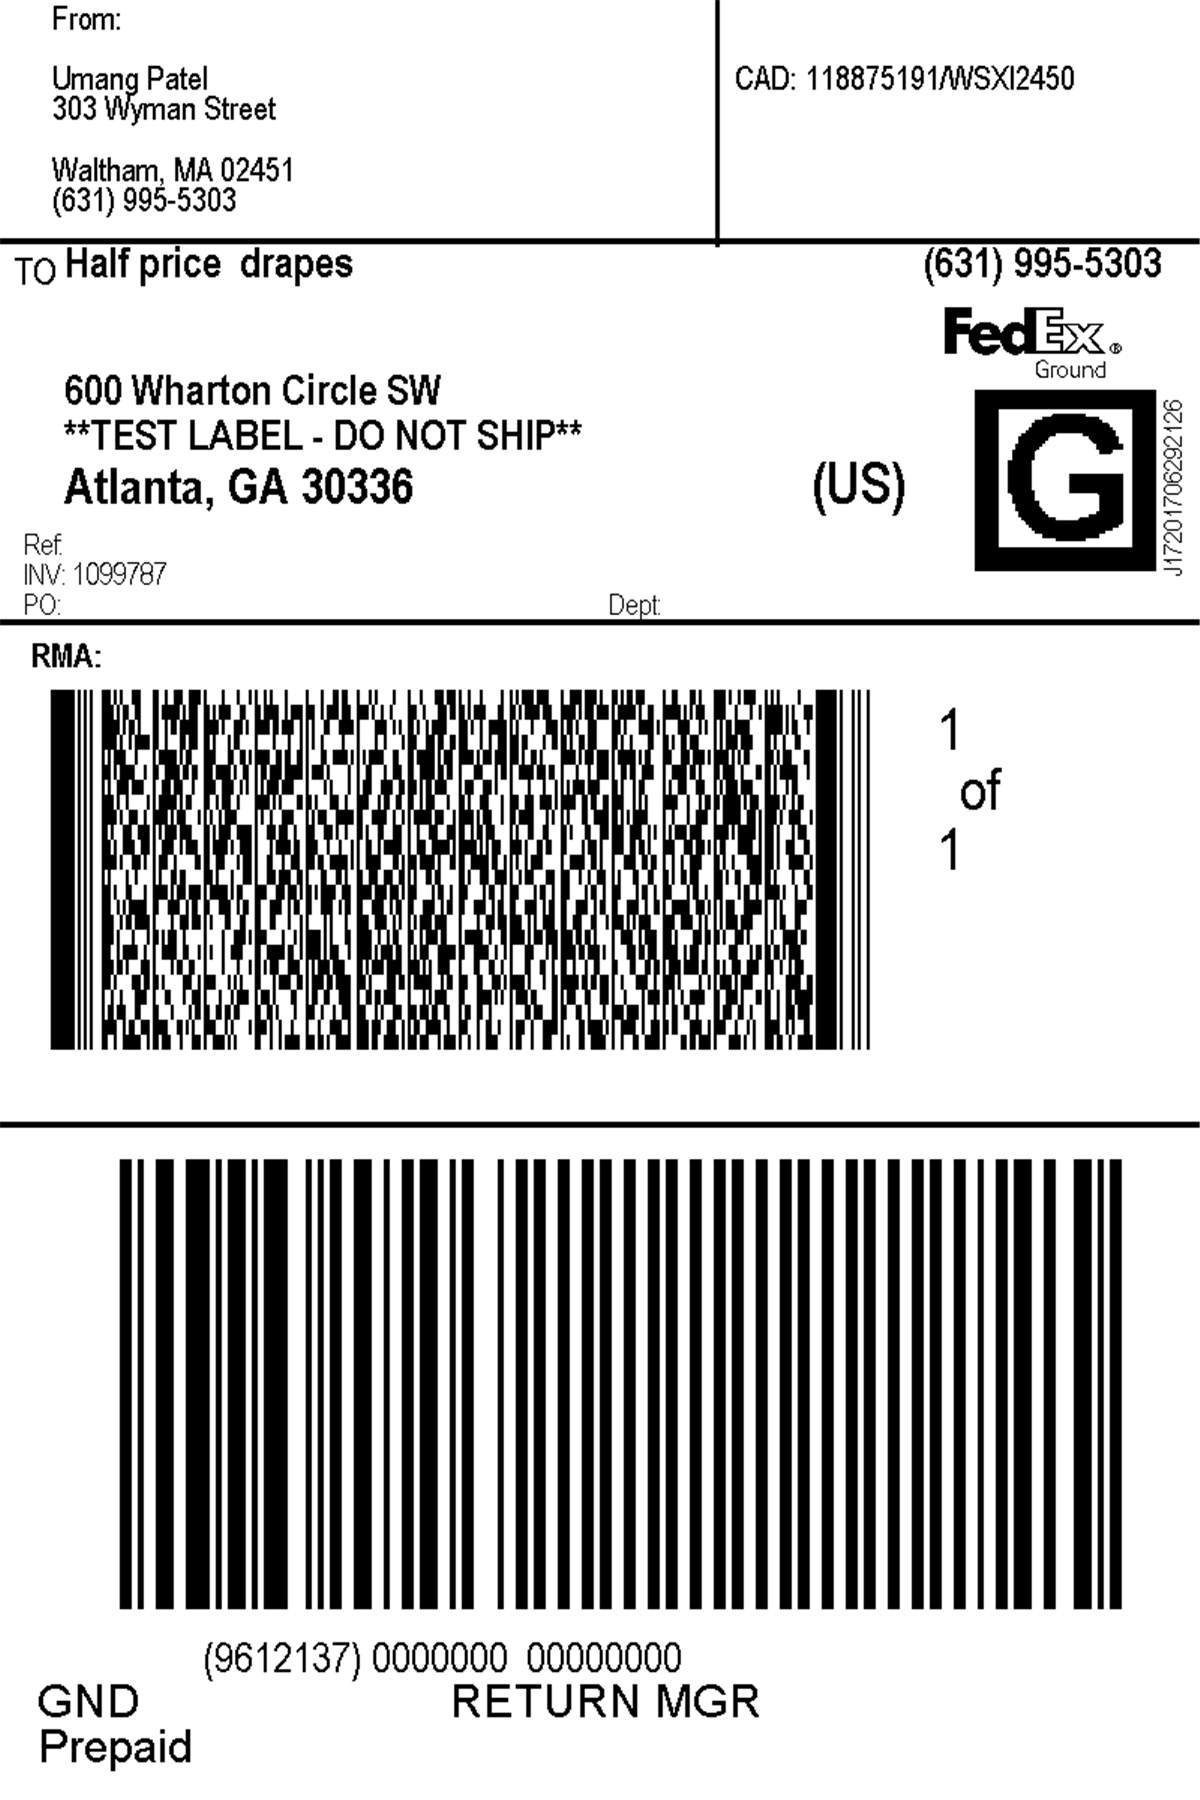 From:
Umang Patel
303 Wyman Street
Waltham, MA 02451
(631) 995-5303
CAD: 118875191/WSXI2450
TO Half price drapes
(631) 995-5303
FedEx®
Ground
600 Wharton Circle SW
**TEST LABEL - DO NOT SHIP**
Atlanta, GA 30336
(US)
G
J17201706292126
Ref:
INV: 1099787
PO:
Dept:
RMA:
1
of
1
(9612137) 0000000 00000000
GND
RETURN MGR
Prepaid